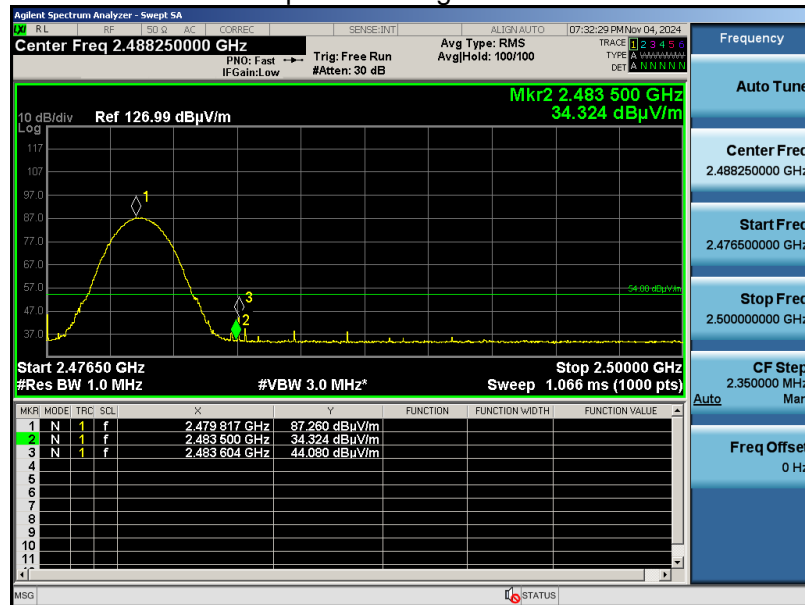 Agilent Spectrum Analyzer - Swept SA
LXI RL RF 50 Ω AC CORREC SENSE:INT ALIGN AUTO 07:32:29 PM Nov 04, 2024
Center Freq 2.488250000 GHz
PNO: Fast
IFGain:Low
Trig: Free Run
#Atten: 30 dB
Avg Type: RMS
Avg|Hold: 100/100
TRACE 1 2 3 4 5 6
TYPE A
DET A N N N N N
Mkr2 2.483 500 GHz
34.324 dBµV/m
10 dB/div Ref 126.99 dBµV/m
Log
117
107
97.0
87.0
77.0
67.0
57.0
47.0
37.0
1
2
3
54.00 dBµV/m
Start 2.47650 GHz Stop 2.50000 GHz
#Res BW 1.0 MHz #VBW 3.0 MHz* Sweep 1.066 ms (1000 pts)
MKR MODE TRC SCL X Y FUNCTION FUNCTION WIDTH FUNCTION VALUE
1 N 1 f 2.479 817 GHz 87.260 dBµV/m
2 N 1 f 2.483 500 GHz 34.324 dBµV/m
3 N 1 f 2.483 604 GHz 44.080 dBµV/m
4
5
6
7
8
9
10
11
MSG STATUS
Frequency
Auto Tune
Center Freq
2.488250000 GHz
Start Freq
2.476500000 GHz
Stop Freq
2.500000000 GHz
CF Step
2.350000 MHz
Auto Man
Freq Offset
0 Hz